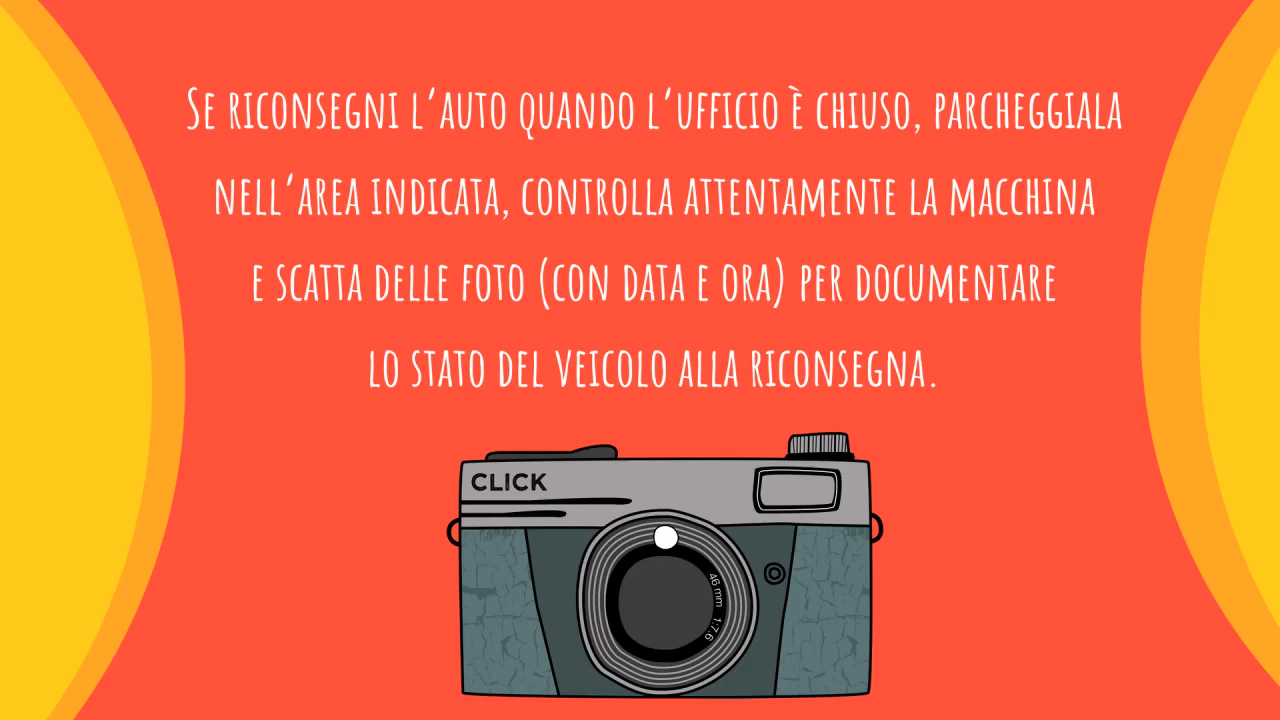 Se riconsegni l'auto quando l'ufficio è chiuso, parcheggiala
nell'area indicata, controlla attentamente la macchina
e scatta delle foto (con data e ora) per documentare
lo stato del veicolo alla riconsegna.
CLICK
46 mm 1:7.6